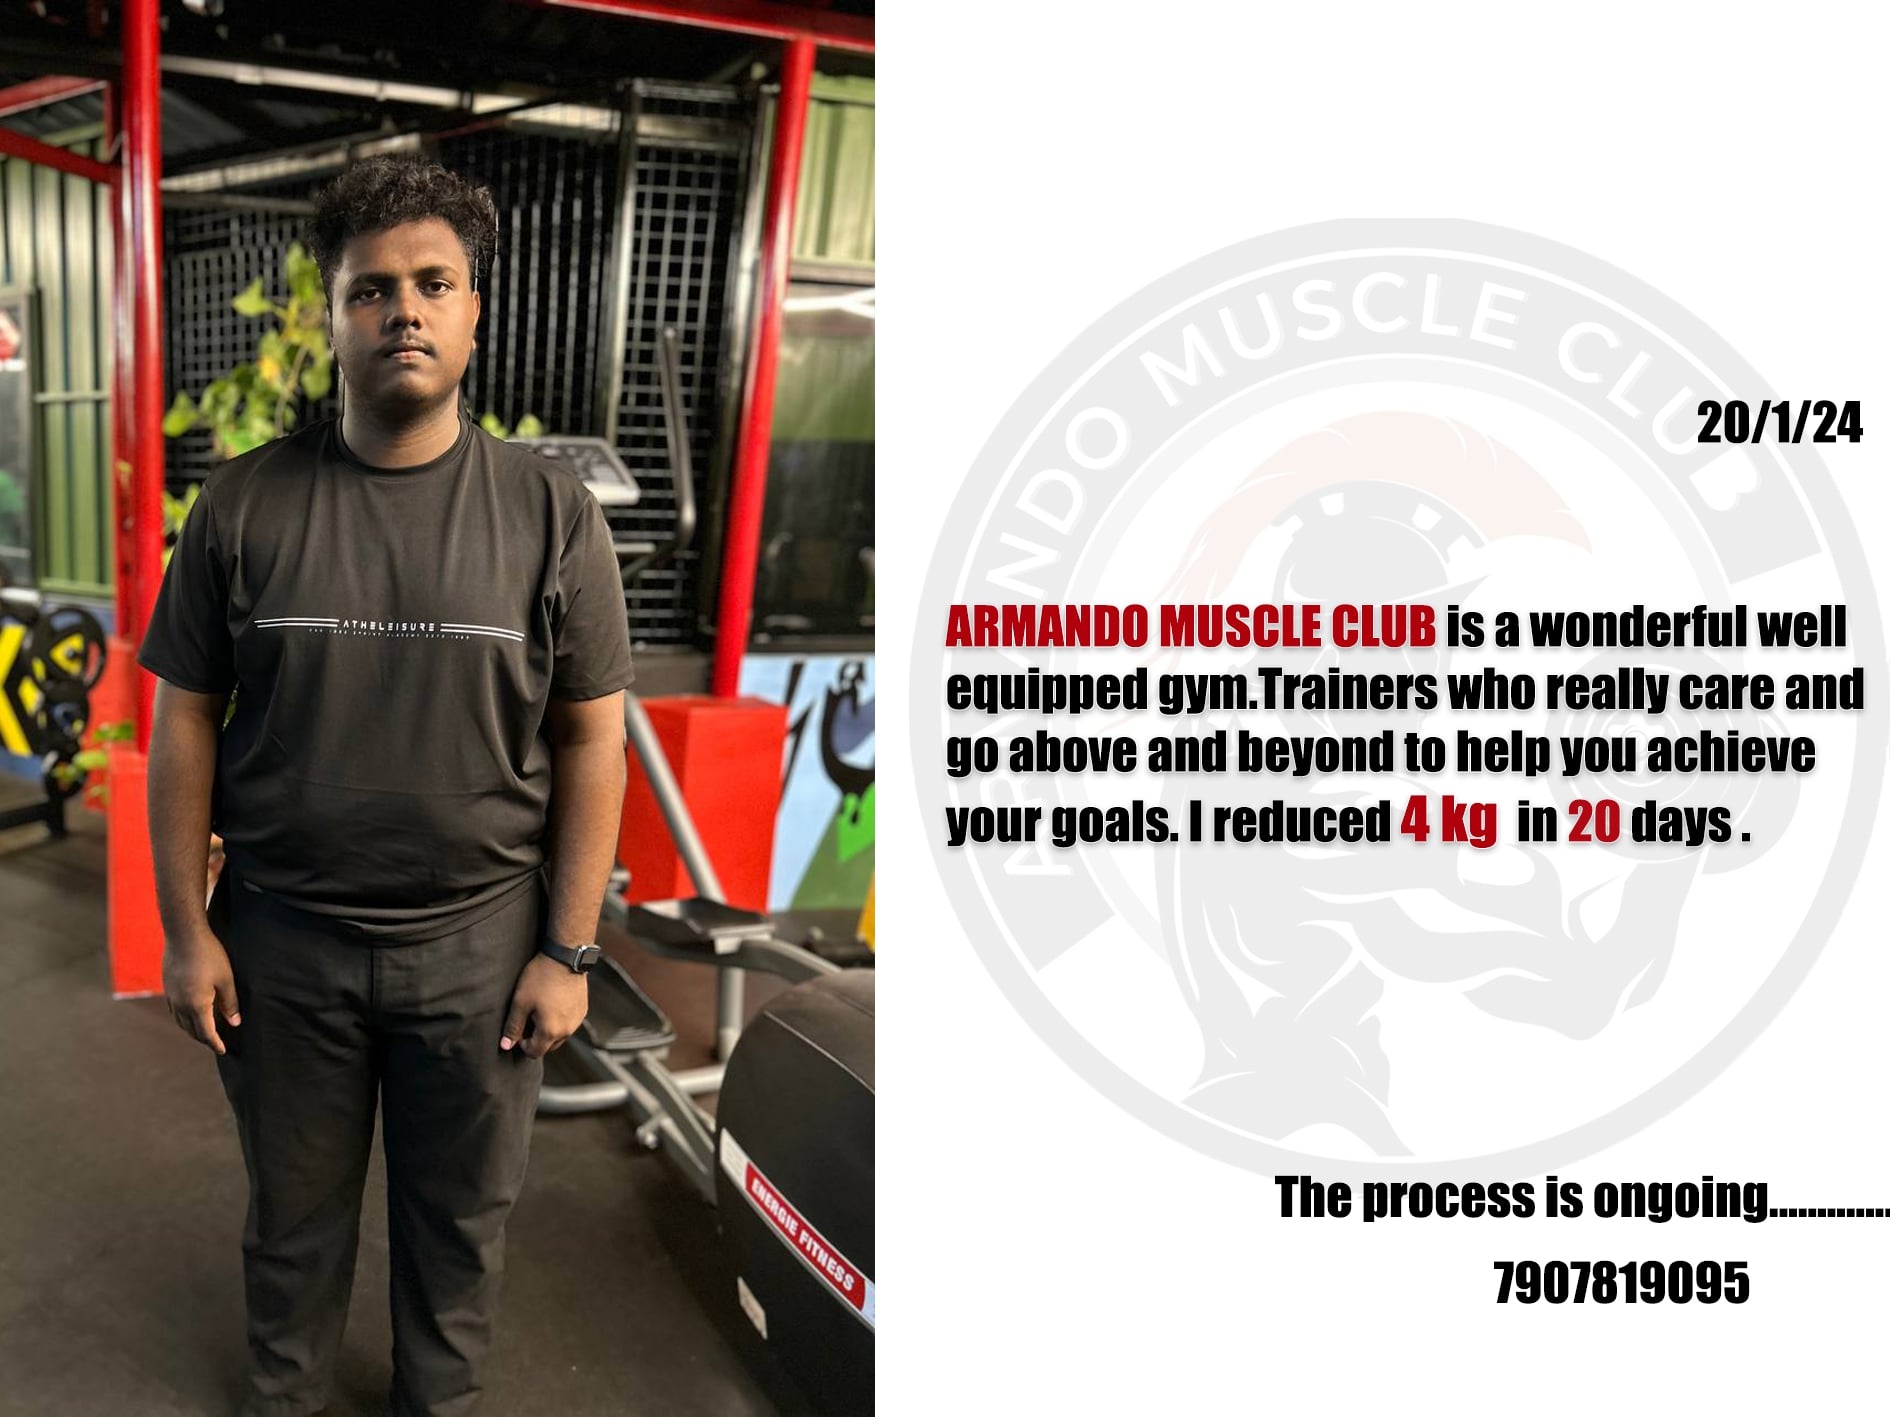 ATHELEISURE
ENERGIE FITNESS
ARMANDO MUSCLE CLUB
20/1/24
ARMANDO MUSCLE CLUB is a wonderful well
equipped gym.Trainers who really care and
go above and beyond to help you achieve
your goals. I reduced 4 kg in 20 days .
The process is ongoing.............
7907819095